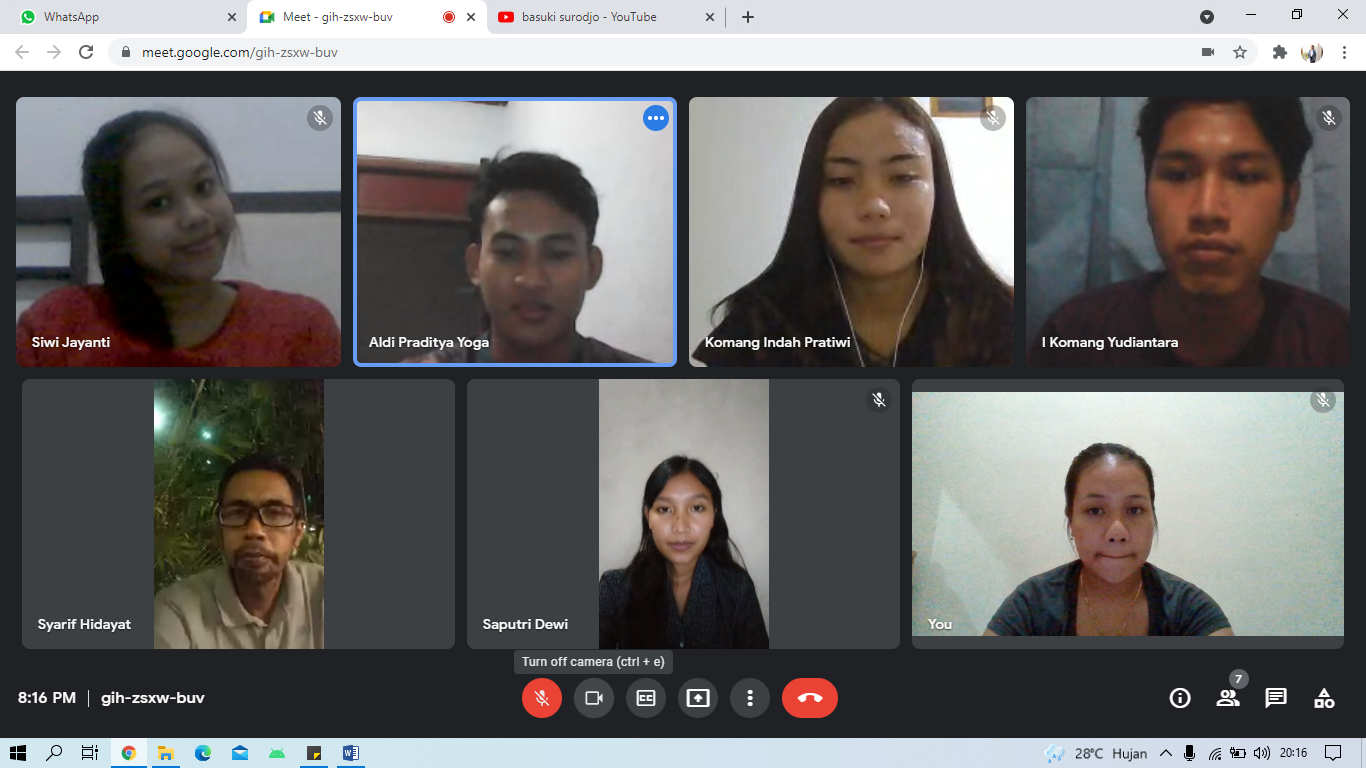 WhatsApp
Meet - gih-zsxw-buv
basuki surodjo - YouTube
meet.google.com/gih-zsxw-buv
Siwi Jayanti
Aldi Praditya Yoga
Komang Indah Pratiwi
I Komang Yudiantara
Syarif Hidayat
Saputri Dewi
You
Turn off camera (ctrl + e)
8:16 PM | gih-zsxw-buv
7
28°C Hujan
20:16